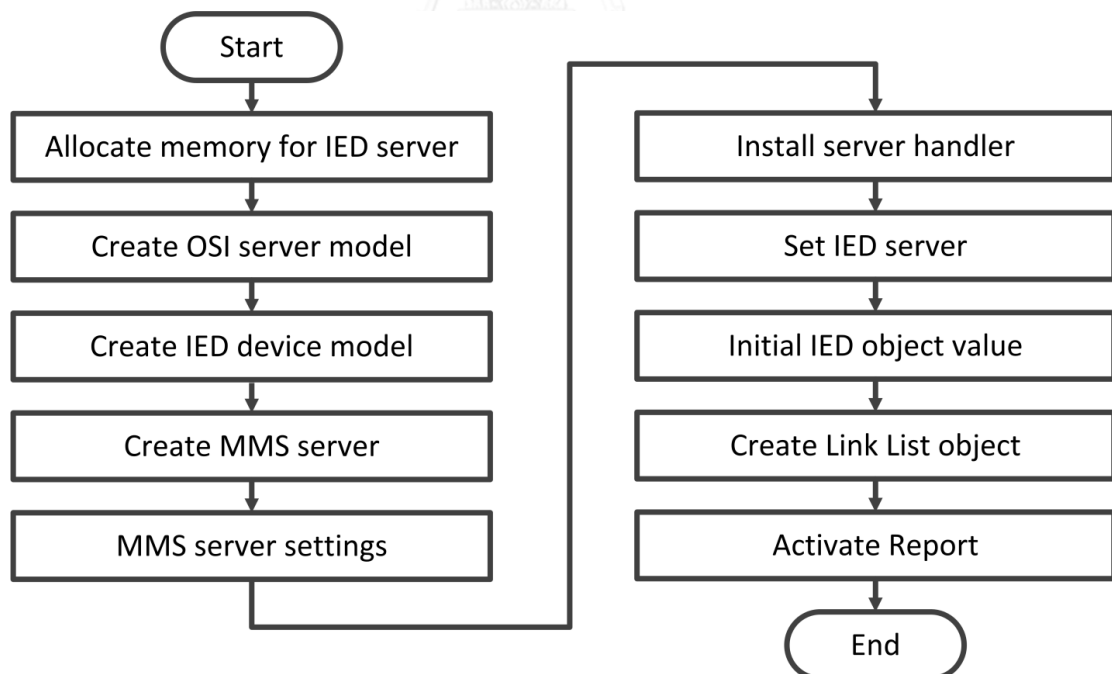 Start
Allocate memory for IED server
Create OSI server model
Create IED device model
Create MMS server
MMS server settings
Install server handler
Set IED server
Initial IED object value
Create Link List object
Activate Report
End